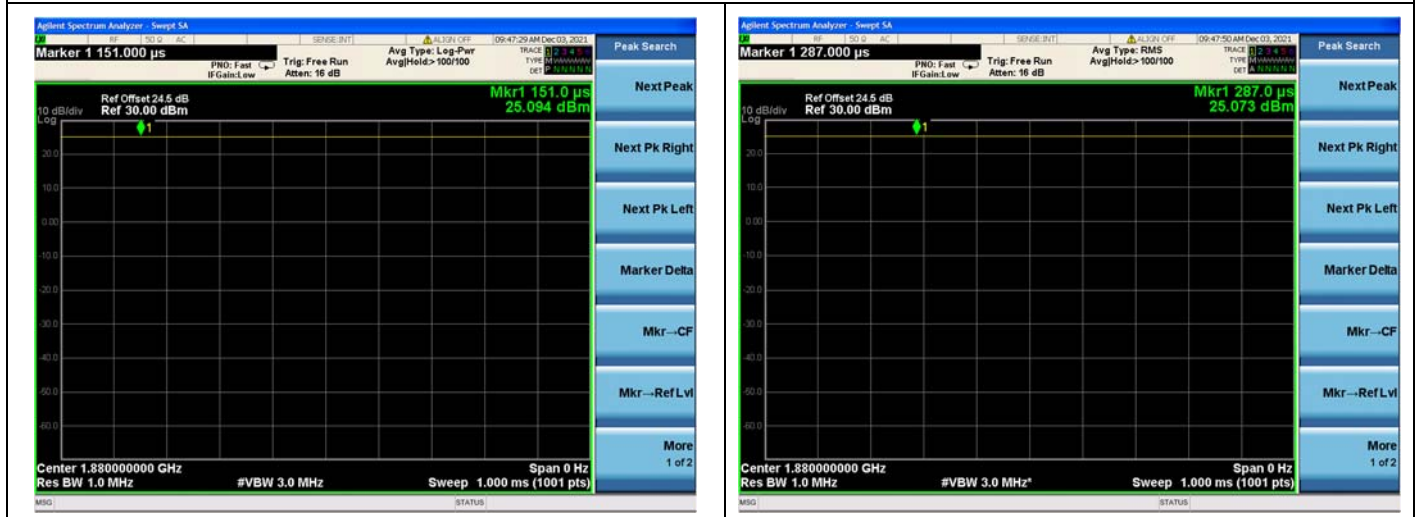 Agilent Spectrum Analyzer - Swept SA
RF 50 Ω AC SENSE:INT ALIGN OFF 09:47:29 AM Dec 03, 2021
Marker 1 151.000 µs
PNO: Fast
IFGain:Low
Trig: Free Run
Atten: 16 dB
Avg Type: Log-Pwr
Avg|Hold:>100/100
TRACE 1 2 3 4 5 6
TYPE M
DET P N N N N N
Peak Search
Mkr1 151.0 µs
25.094 dBm
Ref Offset 24.5 dB
Ref 30.00 dBm
10 dB/div
Log
1
20.0
10.0
0.00
-10.0
-20.0
-30.0
-40.0
-50.0
-60.0
Center 1.880000000 GHz
Span 0 Hz
Res BW 1.0 MHz
#VBW 3.0 MHz
Sweep 1.000 ms (1001 pts)
MSG
STATUS
Next Peak
Next Pk Right
Next Pk Left
Marker Delta
Mkr→CF
Mkr→Ref Lvl
More
1 of 2
Agilent Spectrum Analyzer - Swept SA
RF 50 Ω AC SENSE:INT ALIGN OFF 09:47:50 AM Dec 03, 2021
Marker 1 287.000 µs
PNO: Fast
IFGain:Low
Trig: Free Run
Atten: 16 dB
Avg Type: RMS
Avg|Hold:>100/100
TRACE 1 2 3 4 5 6
TYPE M
DET A N N N N N
Peak Search
Mkr1 287.0 µs
25.073 dBm
Ref Offset 24.5 dB
Ref 30.00 dBm
10 dB/div
Log
1
20.0
10.0
0.00
-10.0
-20.0
-30.0
-40.0
-50.0
-60.0
Center 1.880000000 GHz
Span 0 Hz
Res BW 1.0 MHz
#VBW 3.0 MHz*
Sweep 1.000 ms (1001 pts)
MSG
STATUS
Next Peak
Next Pk Right
Next Pk Left
Marker Delta
Mkr→CF
Mkr→Ref Lvl
More
1 of 2